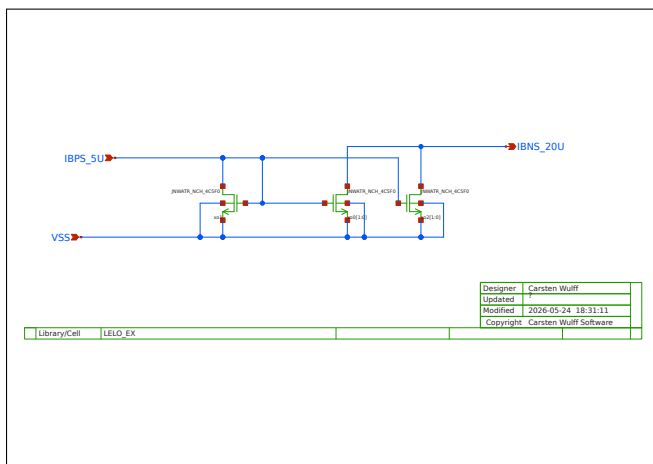 IBNS_20U
IBPS_5U
JNWATR_NCH_4C5F0
JNWATR_NCH_4C5F0
JNWATR_NCH_4C5F0
VSS
Designer Carsten Wulff
Updated ?
Modified 2026-05-24 18:31:11
Copyright Carsten Wulff Software
Library/Cell LELO_EX